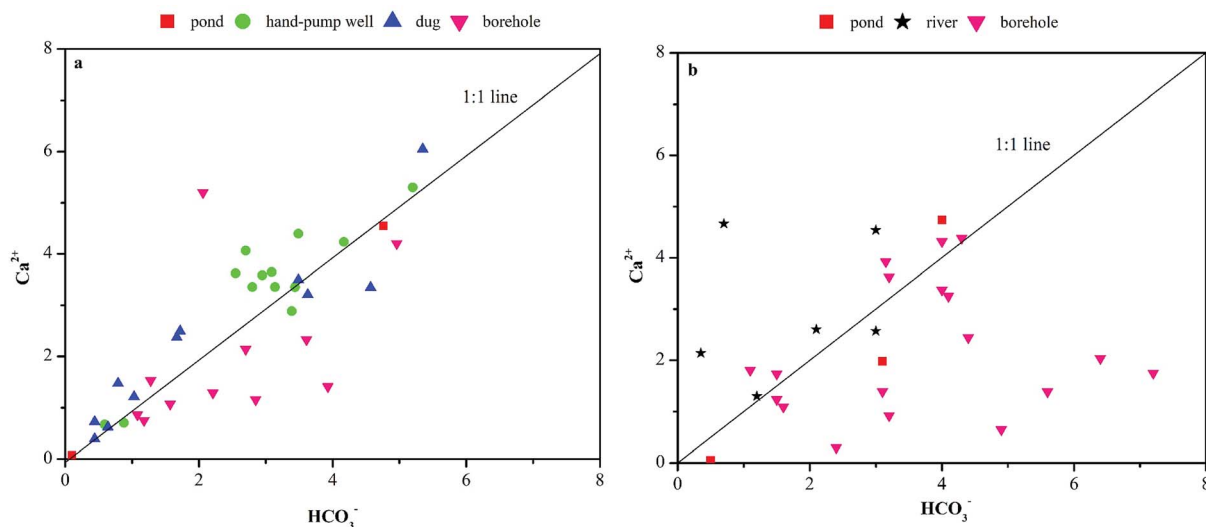 pond hand-pump well dug borehole
a
1:1 line
8
6
4
2
0
Ca2+
0 2 4 6 8
HCO3-
pond river borehole
b
1:1 line
8
6
4
2
0
Ca2+
0 2 4 6 8
HCO3-